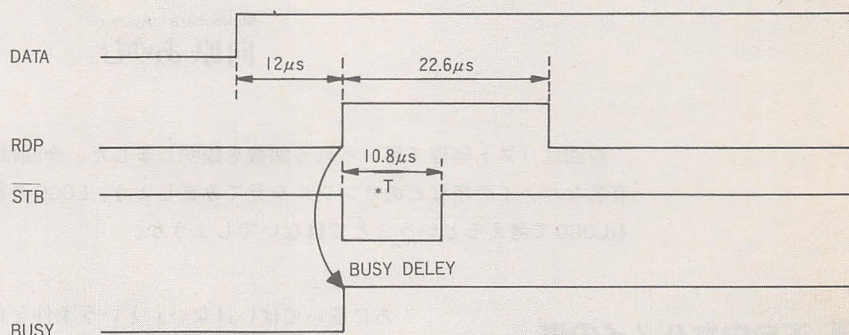 DATA
12μs
22.6μs
RDP
10.8μs
*T
STB
BUSY DELEY
BUSY